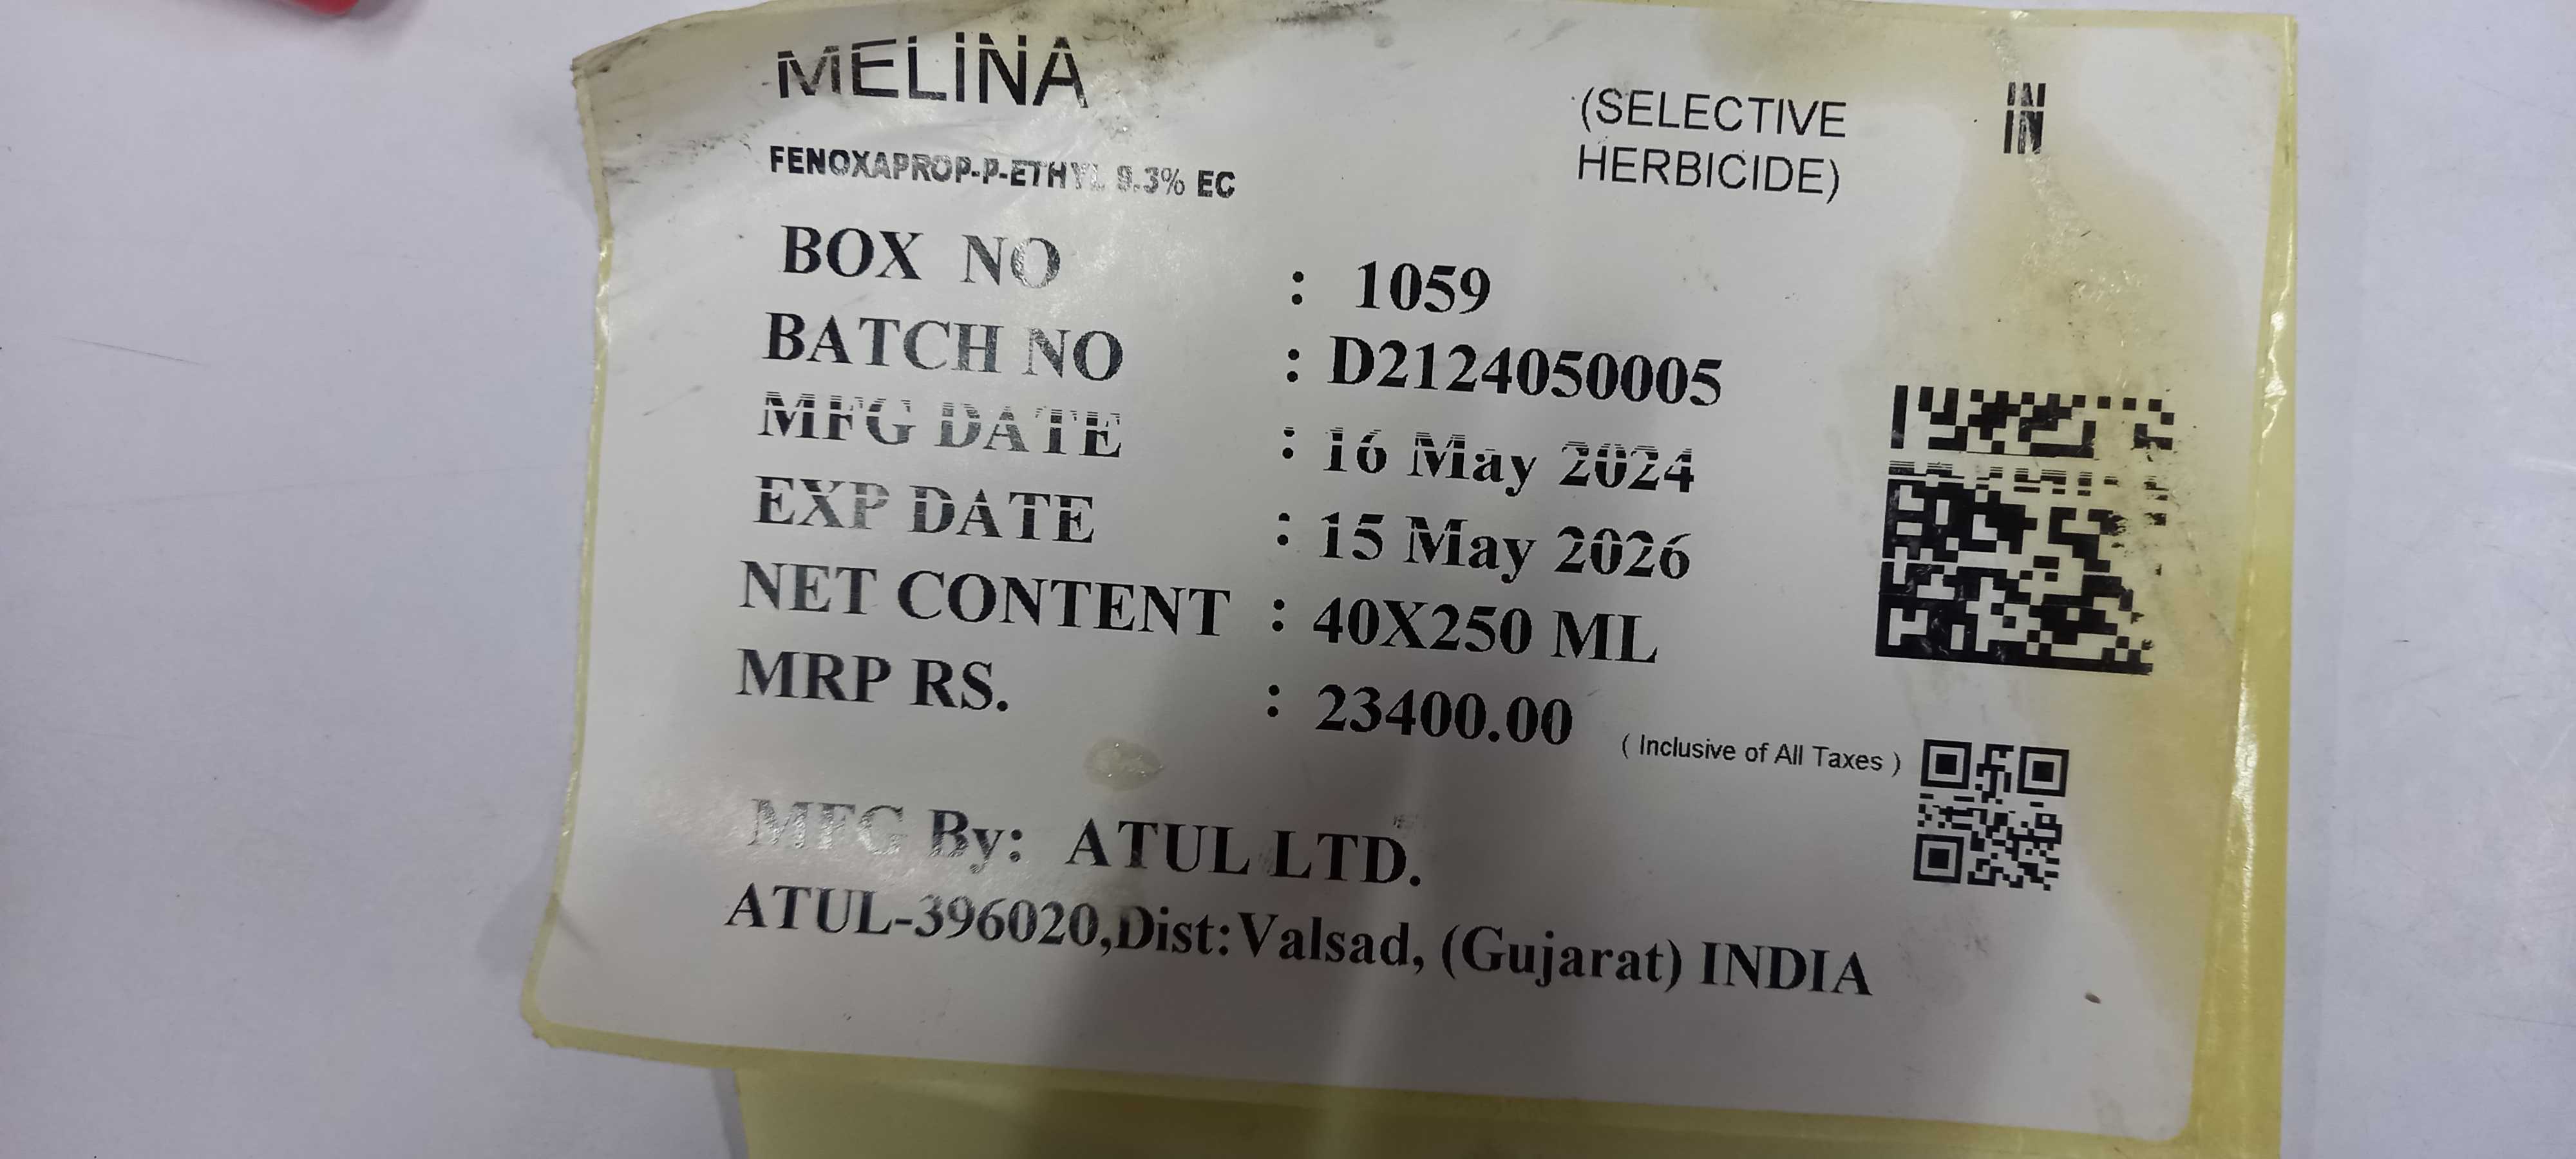 MELINA
(SELECTIVE
HERBICIDE)
IN
IN
FENOXAPROP-P-ETHYL 9.3% EC
BOX NO : 1059
BATCH NO : D2124050005
MFG DATE : 16 May 2024
EXP DATE : 15 May 2026
NET CONTENT : 40X250 ML
MRP RS. : 23400.00 ( Inclusive of All Taxes )
MFG By: ATUL LTD.
ATUL-396020,Dist:Valsad, (Gujarat) INDIA